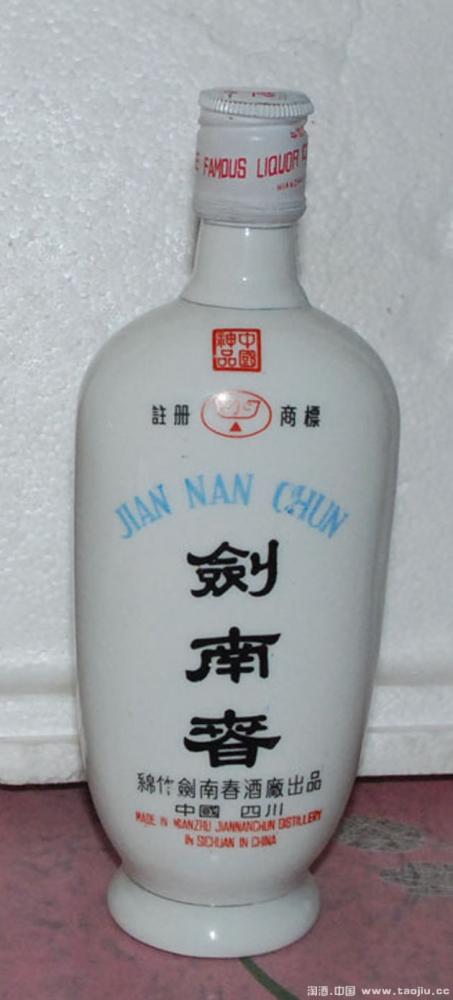 FAMOUS LIQUOR
中國
神品
註册 商標
JIAN NAN CHUN
劍
南
春
綿竹劍南春酒廠出品
中國 四川
MADE IN MIANZHU JIANNANCHUN DISTILLERY
IN SICHUAN IN CHINA
淘酒.中国 www.taojiu.cc